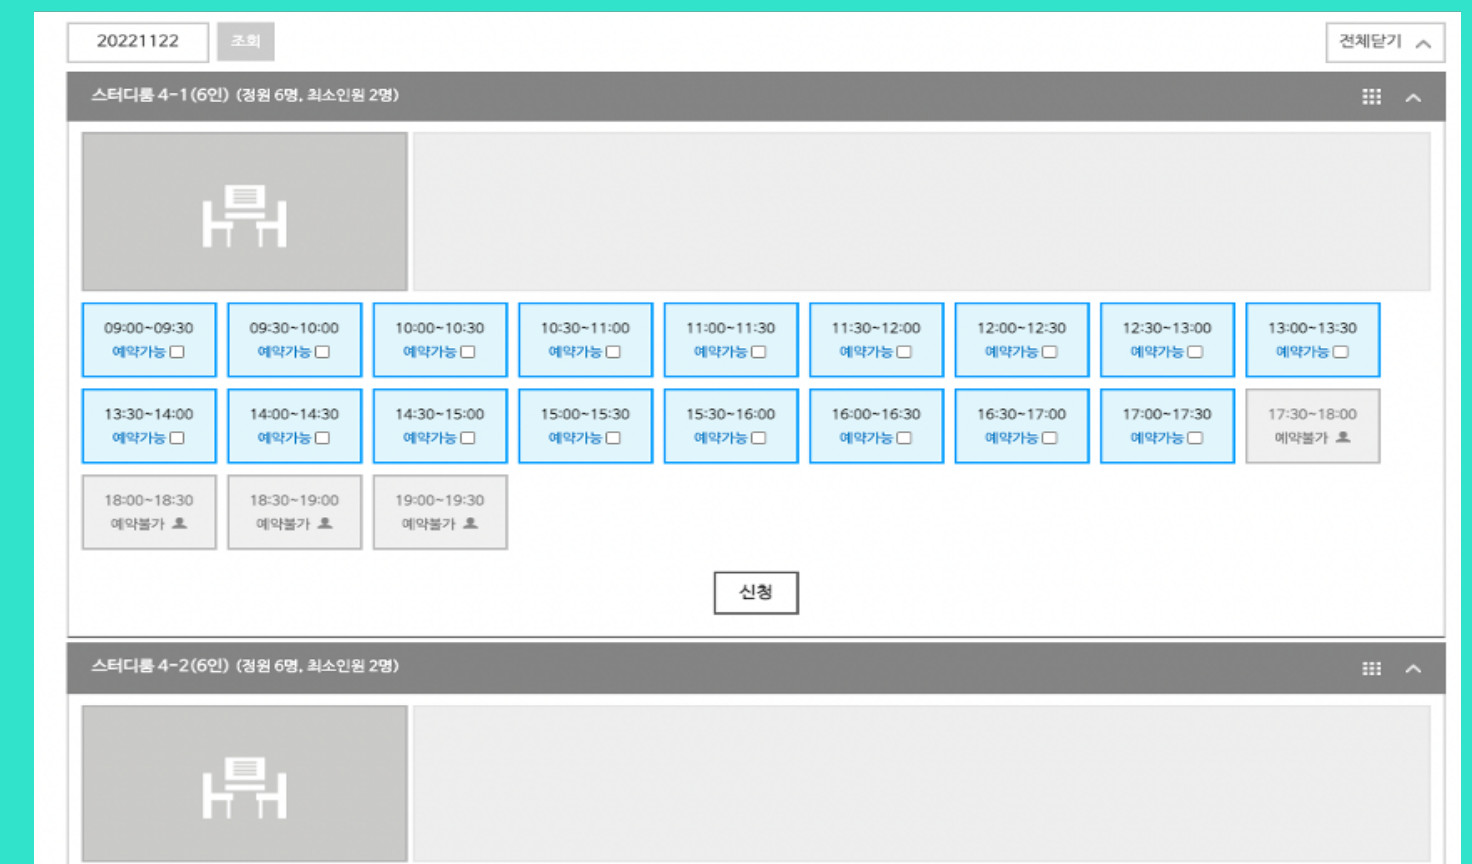 20221122 조회 전체닫기
스터디룸 4-1(6인) (정원 6명, 최소인원 2명)
09:00~09:30 09:30~10:00 10:00~10:30 10:30~11:00 11:00~11:30 11:30~12:00 12:00~12:30 12:30~13:00 13:00~13:30
예약가능 예약가능 예약가능 예약가능 예약가능 예약가능 예약가능 예약가능 예약가능
13:30~14:00 14:00~14:30 14:30~15:00 15:00~15:30 15:30~16:00 16:00~16:30 16:30~17:00 17:00~17:30 17:30~18:00
예약가능 예약가능 예약가능 예약가능 예약가능 예약가능 예약가능 예약가능 예약불가
18:00~18:30 18:30~19:00 19:00~19:30
예약불가 예약불가 예약불가
신청
스터디룸 4-2(6인) (정원 6명, 최소인원 2명)